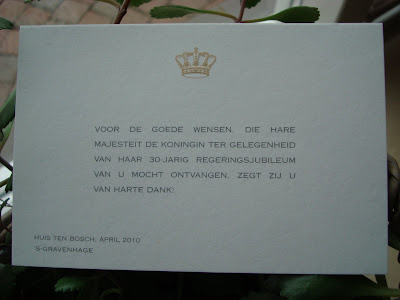 VOOR DE GOEDE WENSEN, DIE HARE
MAJESTEIT DE KONINGIN TER GELEGENHEID
VAN HAAR 30-JARIG REGERINGSJUBILEUM
VAN U MOCHT ONTVANGEN, ZEGT ZIJ U
VAN HARTE DANK!
HUIS TEN BOSCH, APRIL 2010
'S-GRAVENHAGE